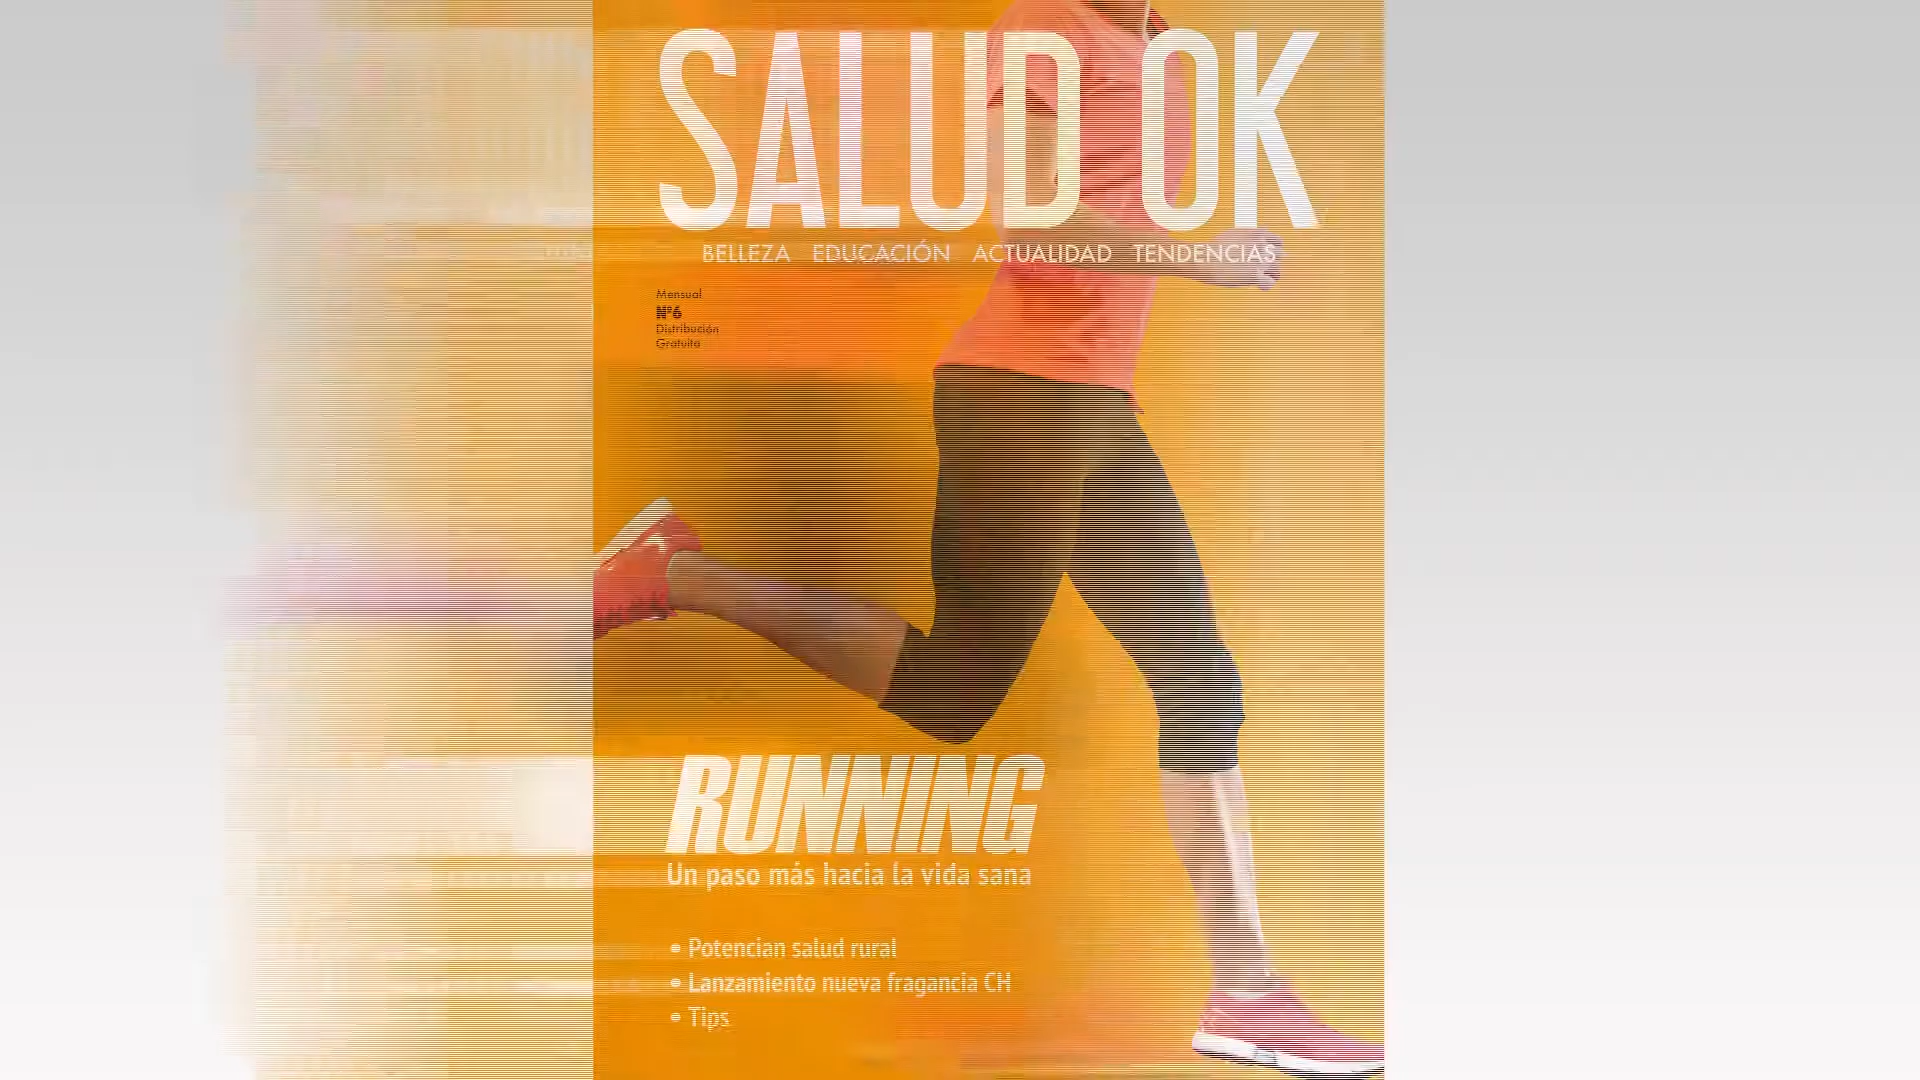 SALUD OK
BELLEZA EDUCACIÓN ACTUALIDAD TENDENCIAS
Mensual
Nº6
Distribución
Gratuita
RUNNING
Un paso más hacia la vida sana
• Potencian salud rural
• Lanzamiento nueva fragancia CH
• Tips